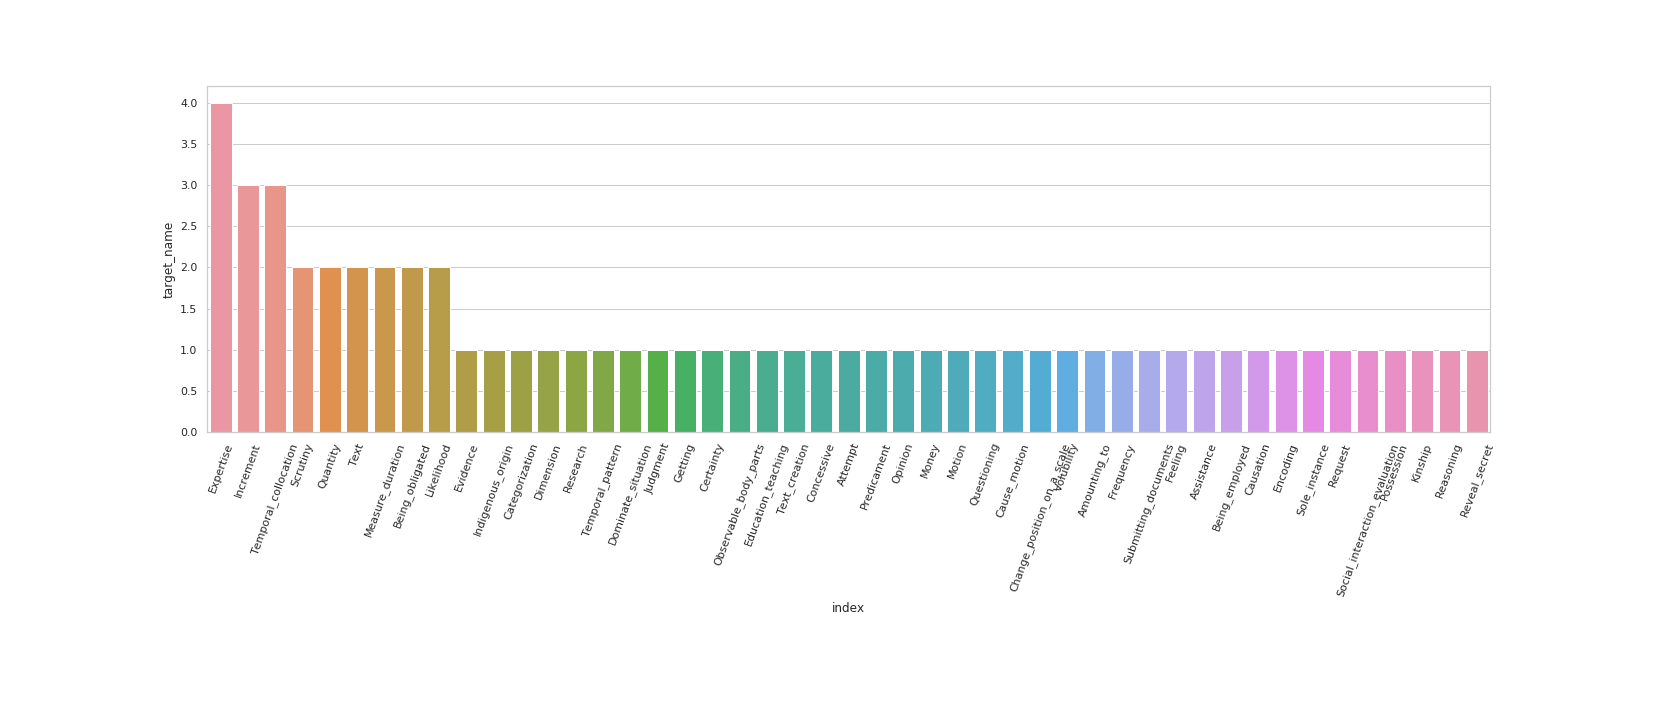 4.0
3.5
3.0
2.5
2.0
1.5
1.0
0.5
0.0
target_name
Expertise
Increment
Temporal_collocation
Scrutiny
Quantity
Text
Measure_duration
Being_obligated
Likelihood
Evidence
Indigenous_origin
Categorization
Dimension
Research
Temporal_pattern
Dominate_situation
Judgment
Getting
Certainty
Observable_body_parts
Education_teaching
Text_creation
Concessive
Attempt
Predicament
Opinion
Money
Motion
Questioning
Cause_motion
Change_position_on_a_scale
Volubility
Amounting_to
Frequency
Submitting_documents
Feeling
Assistance
Being_employed
Causation
Encoding
Sole_instance
Request
Social_interaction_evaluation
Possession
Kinship
Reasoning
Reveal_secret
index